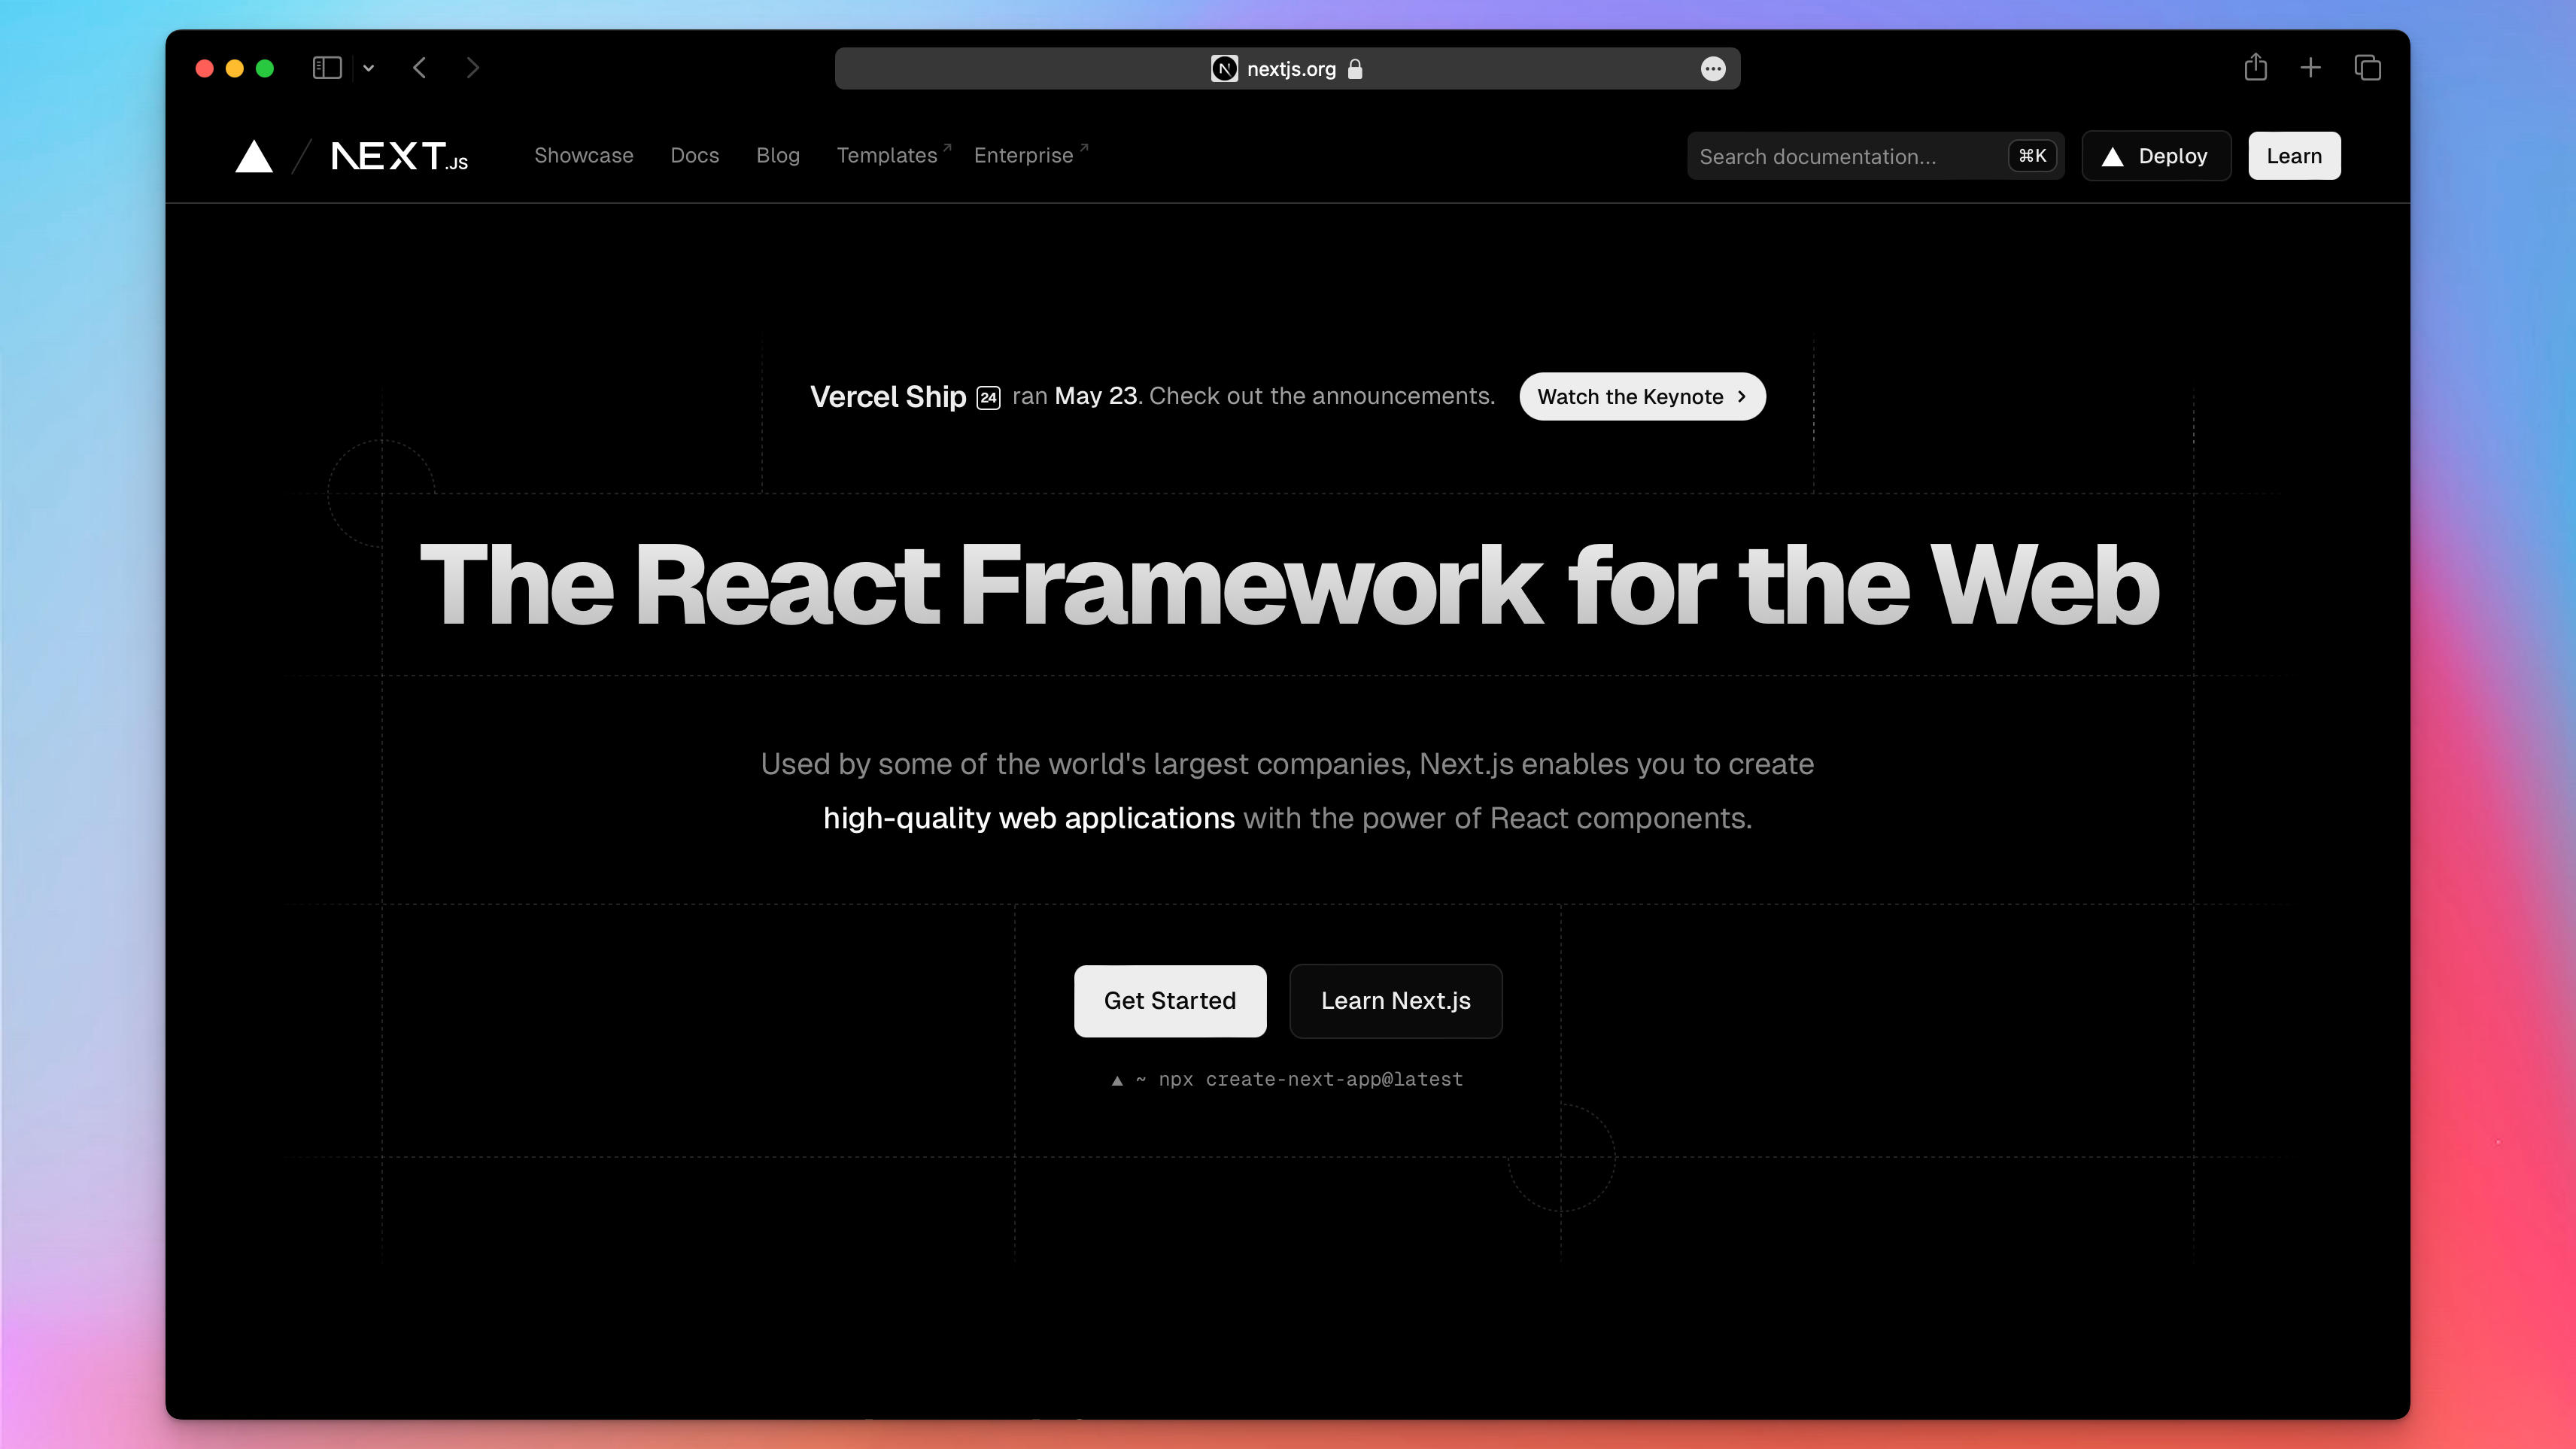 nextjs.org
NEXT.JS Showcase Docs Blog Templates Enterprise Search documentation... ⌘K Deploy Learn
Vercel Ship 24 ran May 23. Check out the announcements. Watch the Keynote
The React Framework for the Web
Used by some of the world's largest companies, Next.js enables you to create
high-quality web applications with the power of React components.
Get Started Learn Next.js
▲ ~ npx create-next-app@latest